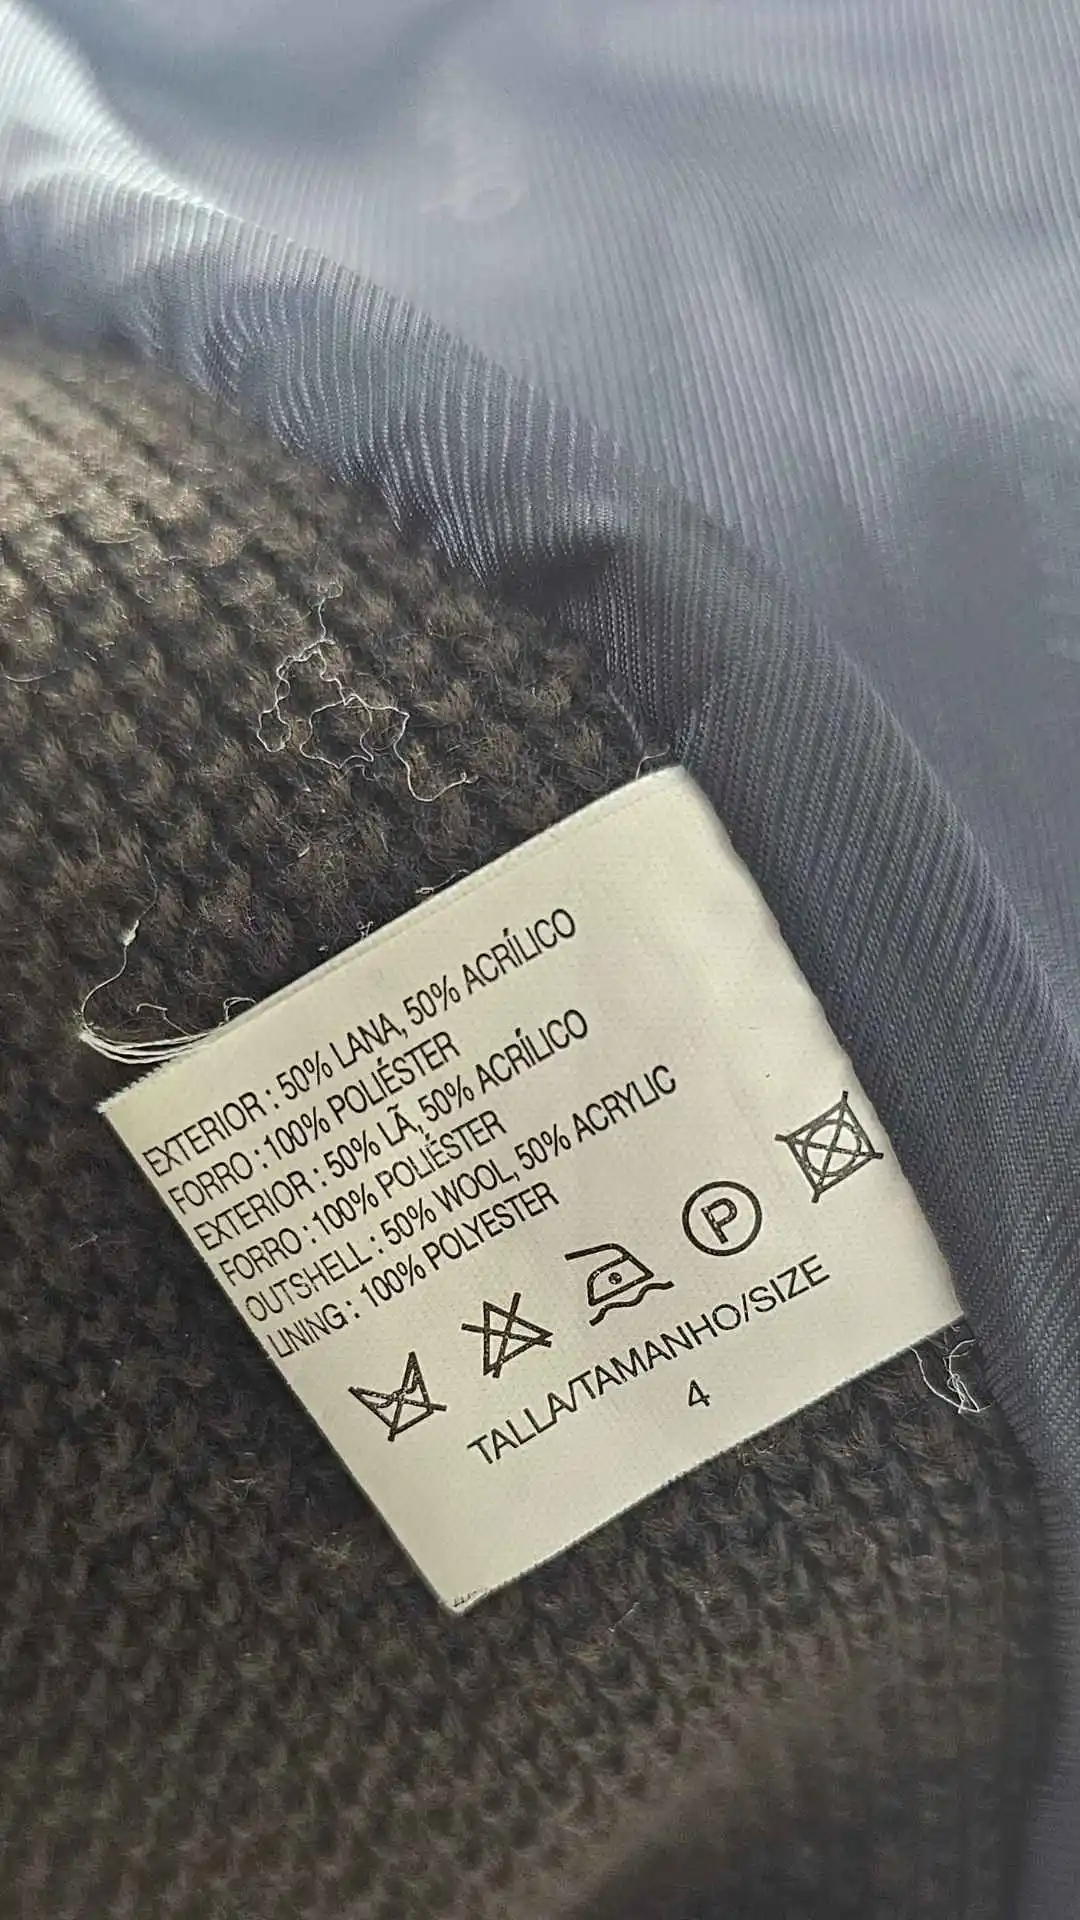 EXTERIOR : 50% LANA, 50% ACRÍLICO
FORRO : 100% POLIÉSTER
EXTERIOR : 50% LÃ, 50% ACRÍLICO
FORRO : 100% POLIÉSTER
OUTSHELL : 50% WOOL, 50% ACRYLIC
LINING : 100% POLYESTER
P
TALLA/TAMANHO/SIZE
4